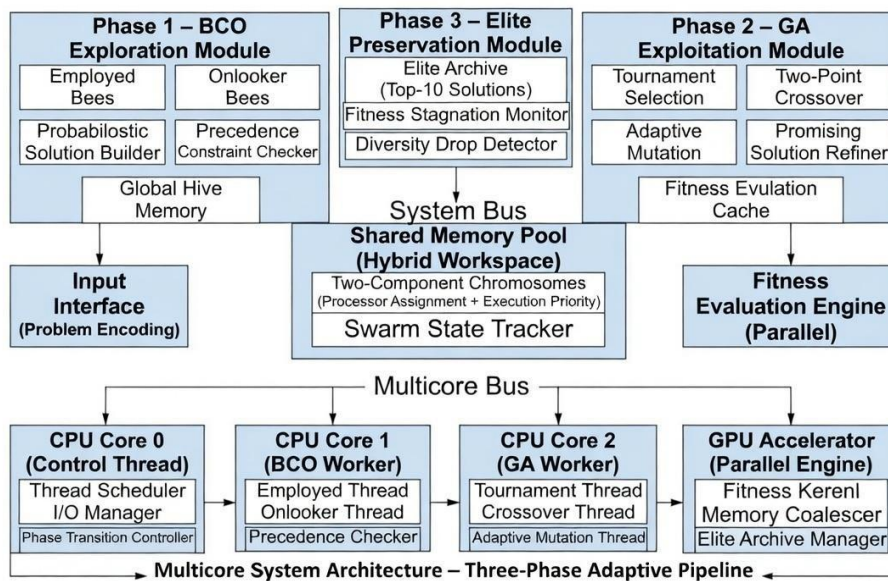 Phase 1 – BCO
Exploration Module
Employed
Bees
Onlooker
Bees
Probabilostic
Solution Builder
Precedence
Constraint Checker
Global Hive
Memory
Phase 3 – Elite
Preservation Module
Elite Archive
(Top-10 Solutions)
Fitness Stagnation Monitor
Diversity Drop Detector
Phase 2 – GA
Exploitation Module
Tournament
Selection
Two-Point
Crossover
Adaptive
Mutation
Promising
Solution Refiner
Fitness Evulation
Cache
System Bus
Input
Interface
(Problem Encoding)
Shared Memory Pool
(Hybrid Workspace)
Two-Component Chromosomes
(Processor Assignment + Execution Priority)
Swarm State Tracker
Fitness
Evaluation Engine
(Parallel)
Multicore Bus
CPU Core 0
(Control Thread)
Thread Scheduler
I/O Manager
Phase Transition Controller
CPU Core 1
(BCO Worker)
Employed Thread
Onlooker Thread
Precedence Checker
CPU Core 2
(GA Worker)
Tournament Thread
Crossover Thread
Adaptive Mutation Thread
GPU Accelerator
(Parallel Engine)
Fitness Kerenl
Memory Coalescer
Elite Archive Manager
Multicore System Architecture – Three-Phase Adaptive Pipeline